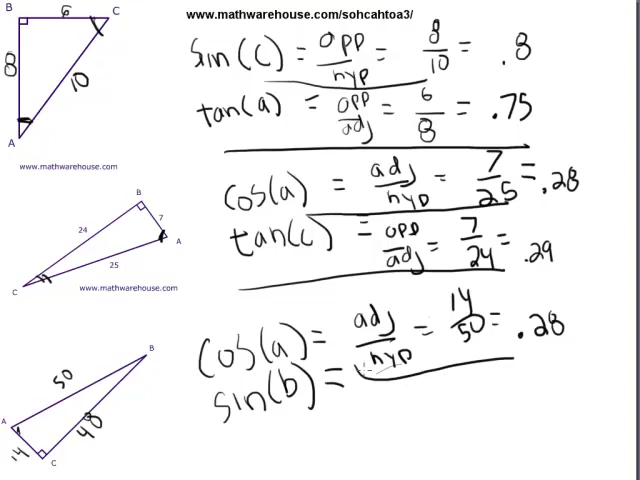 www.mathwarehouse.com/sohcahtoa3/
B 6 C
8
10
A
www.mathwarehouse.com
sin(C) = opp/hyp = 8/10 = .8
tan(a) = opp/adj = 6/8 = .75
B
24
7
A
25
C
www.mathwarehouse.com
cos(a) = adj/hyp = 7/25 = .28
tan(c) = opp/adj = 7/24 = .29
B
50
A
48
14
C
cos(a) = adj/hyp = 14/50 = .28
sin(b) =